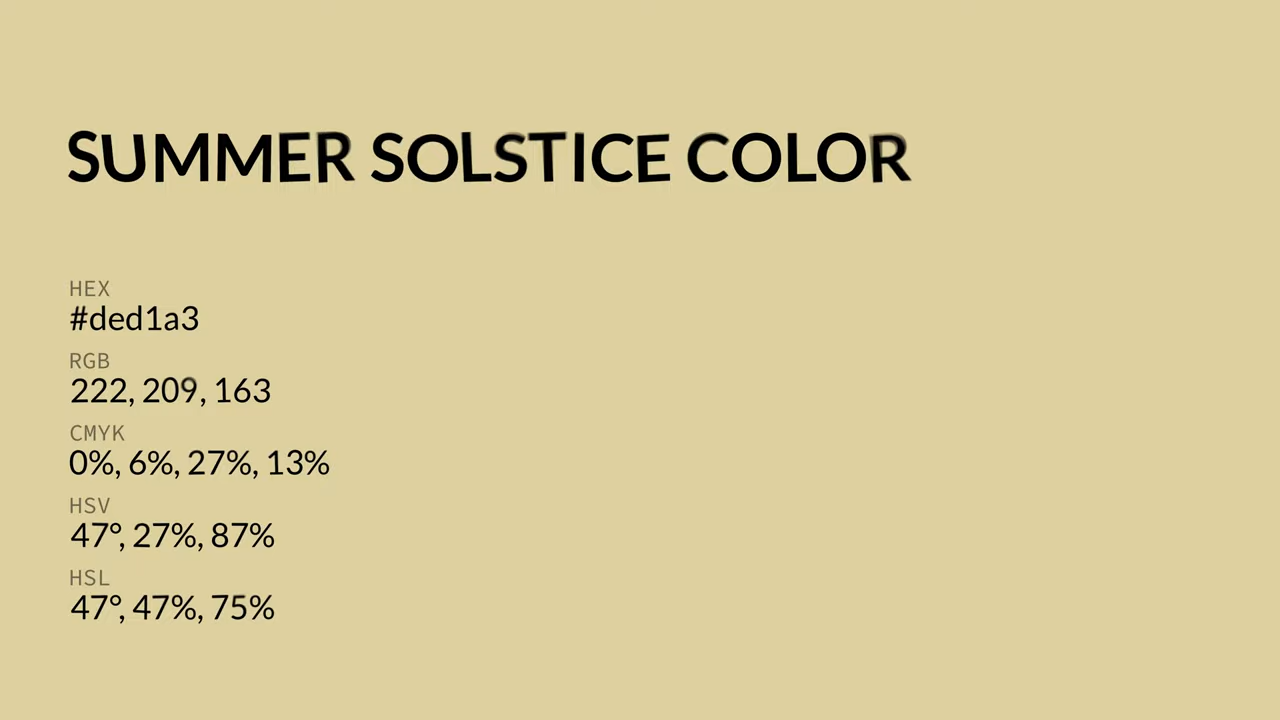 SUMMER SOLSTICE COLOR
HEX
#ded1a3
RGB
222, 209, 163
CMYK
0%, 6%, 27%, 13%
HSV
47°, 27%, 87%
HSL
47°, 47%, 75%